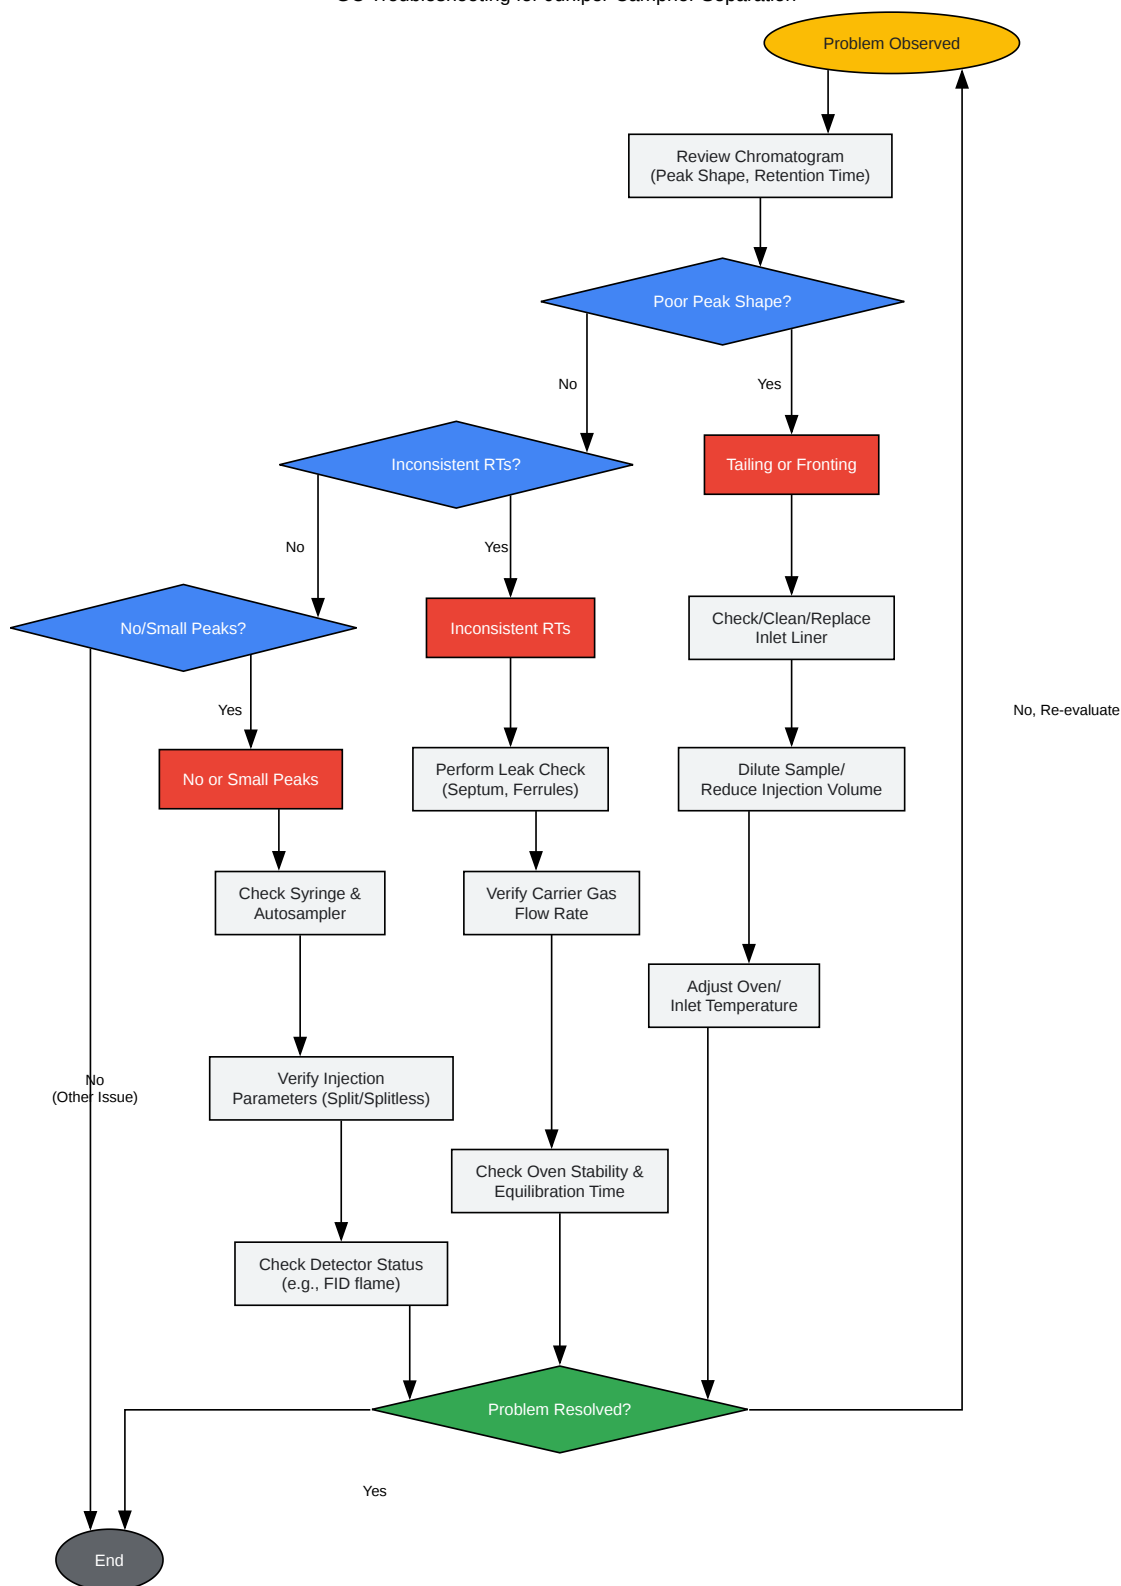 Problem Observed
Review Chromatogram
(Peak Shape, Retention Time)
Poor Peak Shape?
No
Yes
Inconsistent RTs?
Tailing or Fronting
No
Yes
No/Small Peaks?
Inconsistent RTs
Check/Clean/Replace
Inlet Liner
Yes
No, Re-evaluate
No or Small Peaks
Perform Leak Check
(Septum, Ferrules)
Dilute Sample/
Reduce Injection Volume
Check Syringe &
Autosampler
Verify Carrier Gas
Flow Rate
Adjust Oven/
Inlet Temperature
No
(Other Issue)
Verify Injection
Parameters (Split/Splitless)
Check Oven Stability &
Equilibration Time
Check Detector Status
(e.g., FID flame)
Problem Resolved?
Yes
End